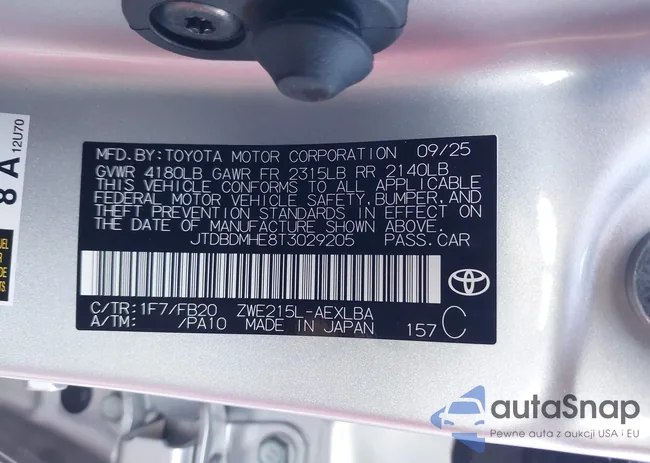 8 A
12U70
MFD.BY:TOYOTA MOTOR CORPORATION 09/25
GVWR 4180LB GAWR FR 2315LB RR 2140LB
THIS VEHICLE CONFORMS TO ALL APPLICABLE
FEDERAL MOTOR VEHICLE SAFETY,BUMPER,AND
THEFT PREVENTION STANDARDS IN EFFECT ON
THE DATE OF MANUFACTURE SHOWN ABOVE.
JTDBDMHE8T3029205 PASS.CAR
C/TR:1F7/FB20 ZWE215L-AEXLBA
A/TM: /PA10 MADE IN JAPAN 157 C
autaSnap
Pewne auta z aukcji USA i EU